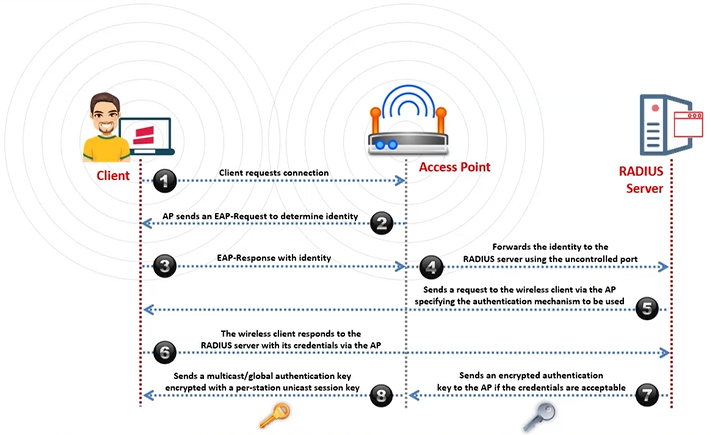 Client
Access Point
RADIUS
Server
1
Client requests connection
AP sends an EAP-Request to determine identity
2
3
EAP-Response with identity
4
Forwards the identity to the
RADIUS server using the uncontrolled port
Sends a request to the wireless client via the AP
specifying the authentication mechanism to be used
5
6
The wireless client responds to the
RADIUS server with its credentials via the AP
Sends an encrypted authentication
key to the AP if the credentials are acceptable
7
Sends a multicast/global authentication key
encrypted with a per-station unicast session key
8